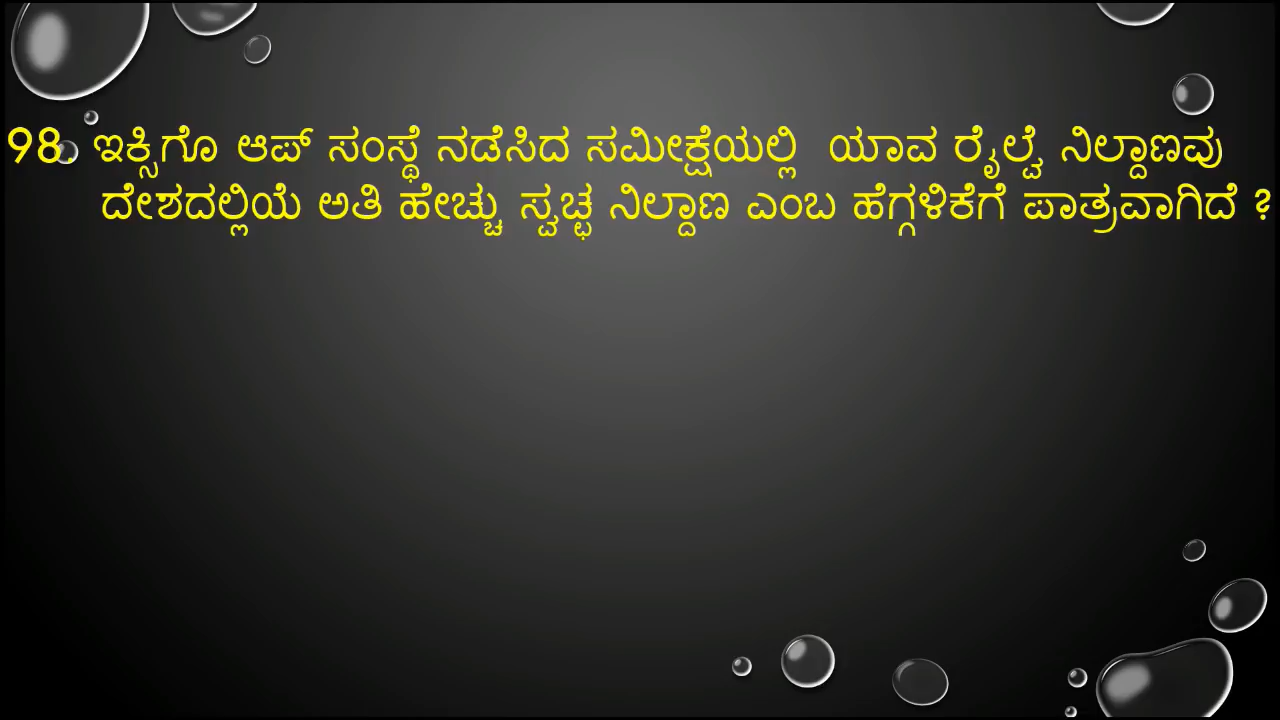 98. ಇಕ್ಸಿಗೊ ಆಪ್ ಸಂಸ್ಥೆ ನಡೆಸಿದ ಸಮೀಕ್ಷೆಯಲ್ಲಿ ಯಾವ ರೈಲ್ವೆ ನಿಲ್ದಾಣವು
ದೇಶದಲ್ಲಿಯೆ ಅತಿ ಹೇಚ್ಚು ಸ್ವಚ್ಛ ನಿಲ್ದಾಣ ಎಂಬ ಹೆಗ್ಗಳಿಕೆಗೆ ಪಾತ್ರವಾಗಿದೆ ?